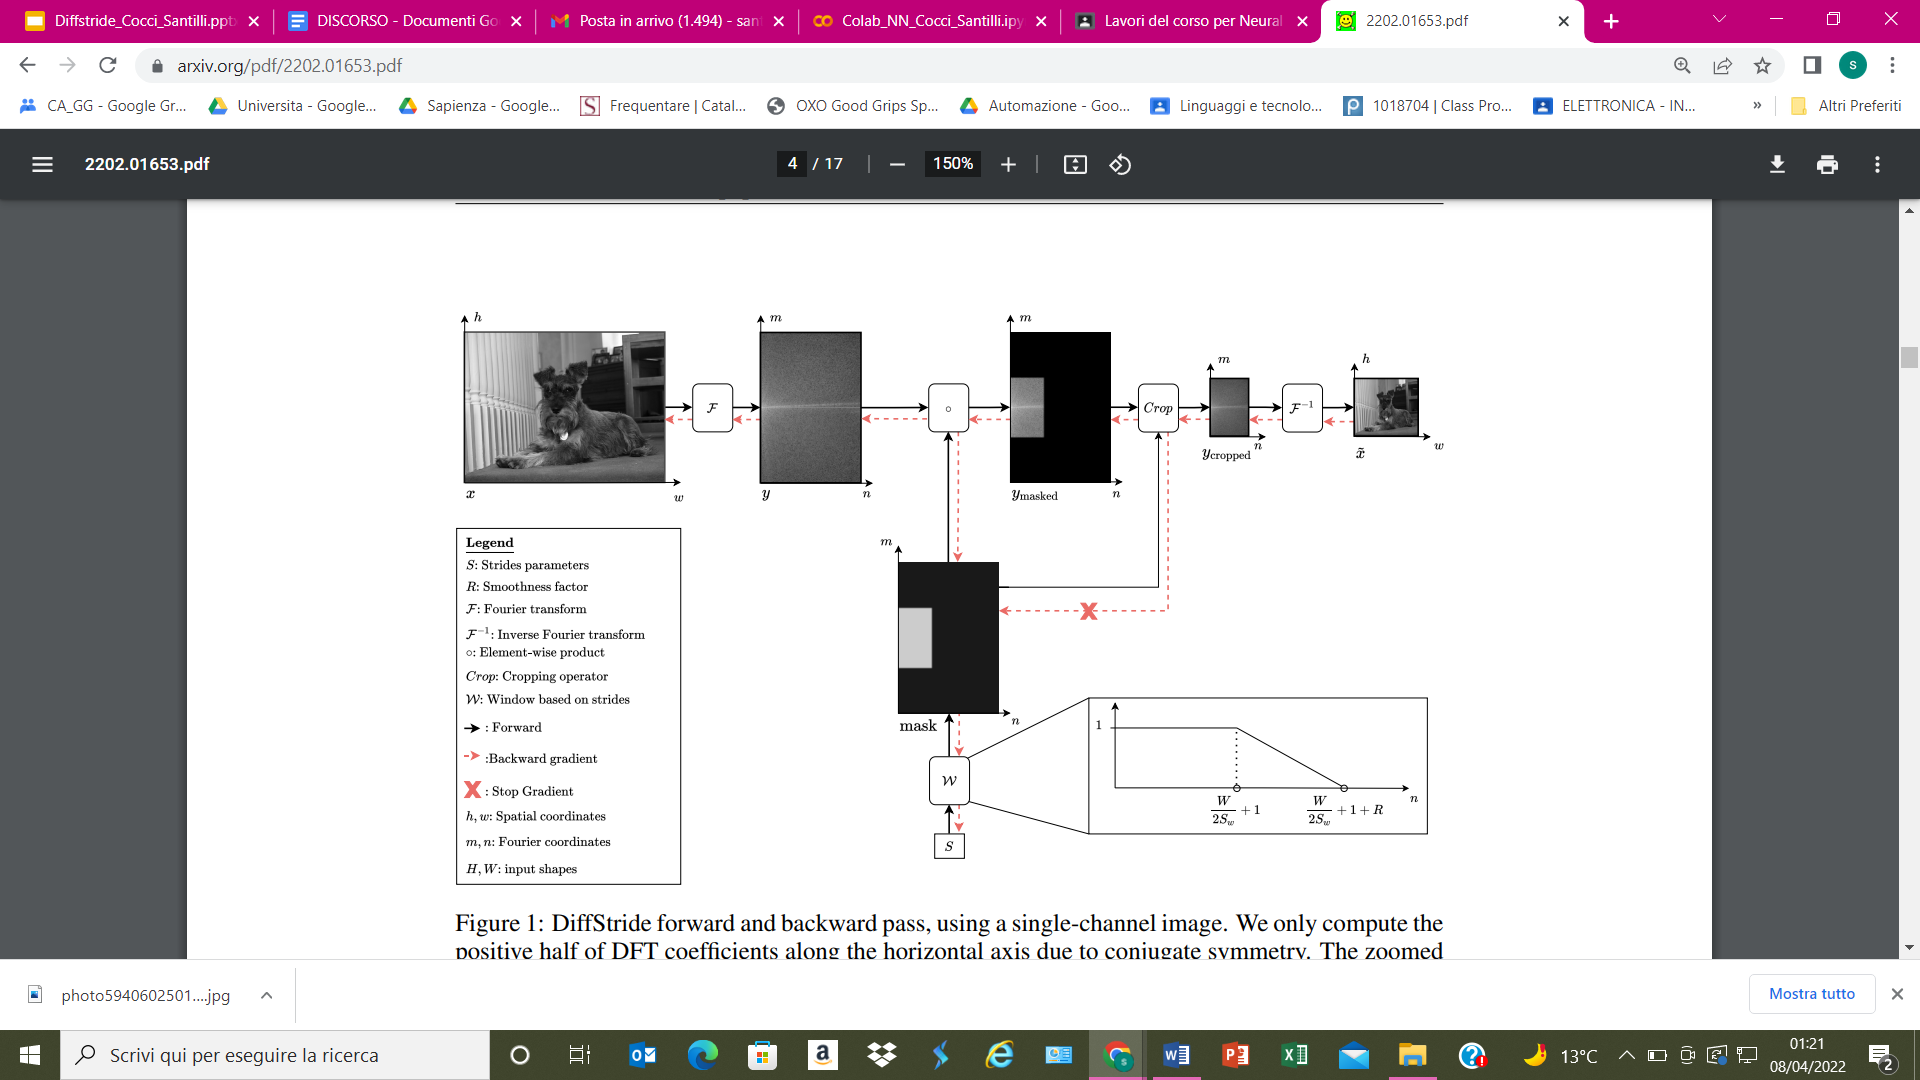 Diffstride_Cocci_Santilli.ppt
DISCORSO - Documenti Go
Posta in arrivo (1.494) - san
Colab_NN_Cocci_Santilli.ipy
Lavori del corso per Neural
2202.01653.pdf
arxiv.org/pdf/2202.01653.pdf
S
CA_GG - Google Gr...
Universita - Google...
Sapienza - Google...
Frequentare | Catal...
OXO Good Grips Sp...
Automazione - Goo...
Linguaggi e tecnolo...
1018704 | Class Pro...
ELETTRONICA - IN...
»
Altri Preferiti
2202.01653.pdf
4 / 17
150%
h
m
m
m
h
ℱ
∘
Crop
ℱ⁻¹
x
w
y
n
y_masked
n
y_cropped
n
x̃
w
Legend
S: Strides parameters
R: Smoothness factor
ℱ: Fourier transform
ℱ⁻¹: Inverse Fourier transform
∘: Element-wise product
Crop: Cropping operator
𝒲: Window based on strides
: Forward
:Backward gradient
X : Stop Gradient
h, w: Spatial coordinates
m, n: Fourier coordinates
H, W: input shapes
m
X
mask
n
𝒲
S
1
W/2S_w + 1
W/2S_w + 1 + R
n
Figure 1: DiffStride forward and backward pass, using a single-channel image. We only compute the
positive half of DFT coefficients along the horizontal axis due to conjugate symmetry. The zoomed
photo5940602501....jpg
Mostra tutto
Scrivi qui per eseguire la ricerca
13°C
01:21
08/04/2022
2